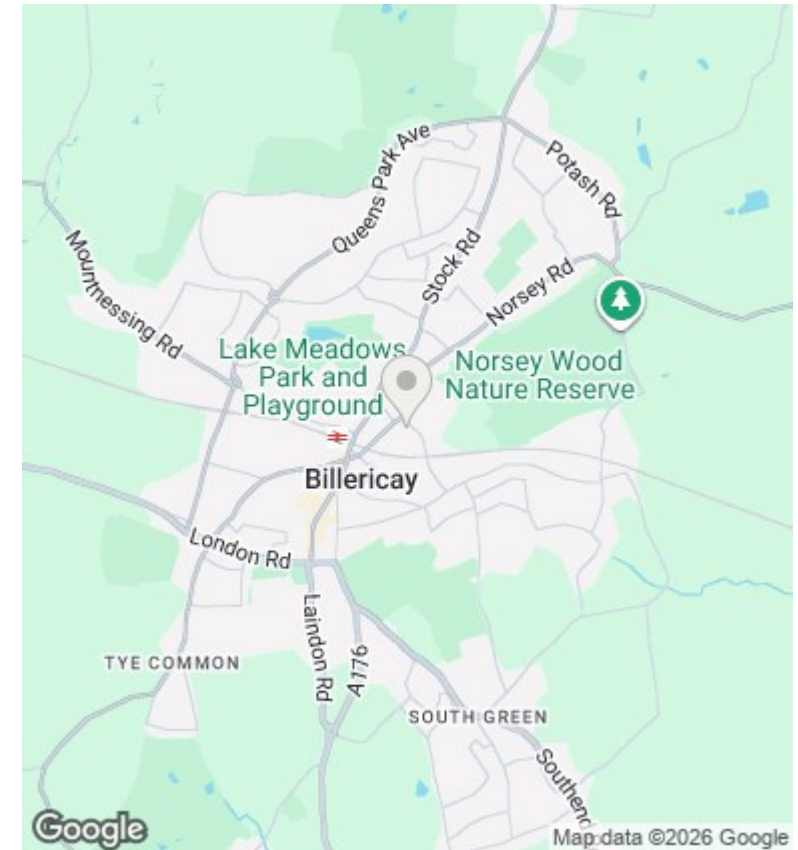 Queens Park Ave
Potash Rd
Mountnessing Rd
Stock Rd
Norsey Rd
Lake Meadows
Park and
Playground
Norsey Wood
Nature Reserve
Billericay
London Rd
Laindon Rd
A176
TYE COMMON
SOUTH GREEN
Southend
Google
Map data ©2026 Google